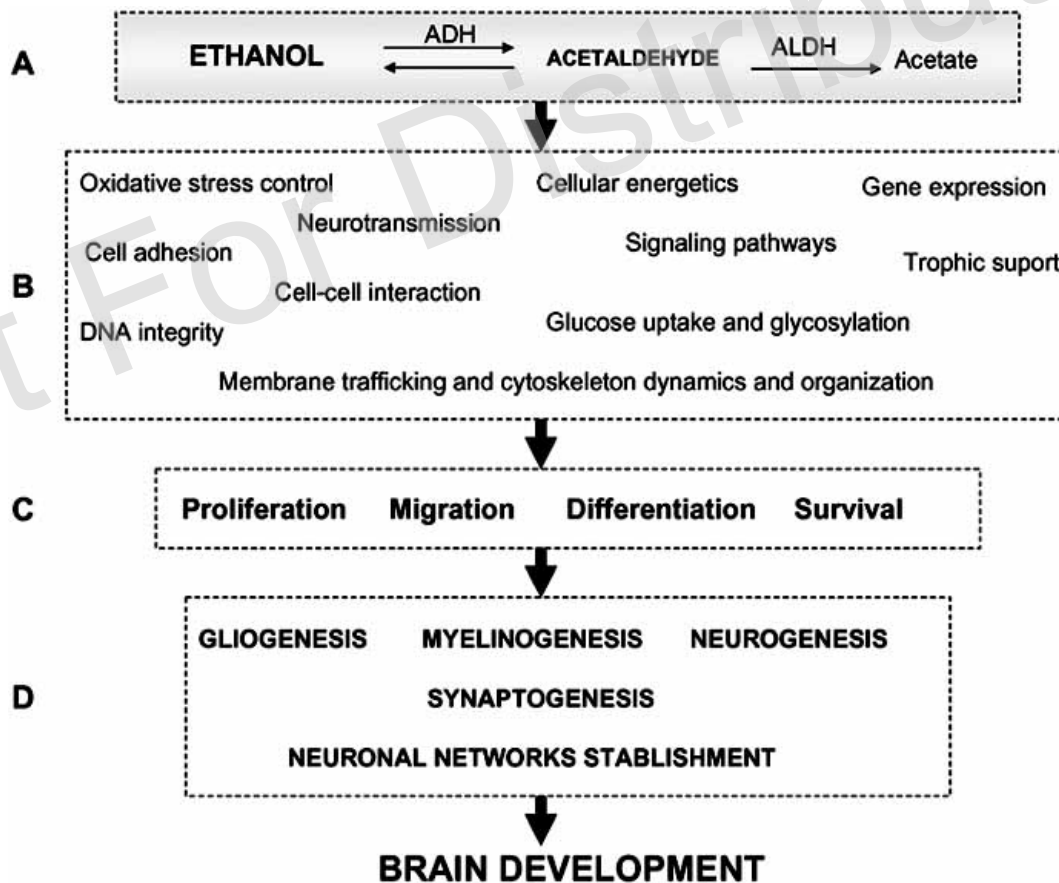 t For Distribut
A
ETHANOL ADH ACETALDEHYDE ALDH Acetate
Oxidative stress control Cellular energetics Gene expression
Neurotransmission
Cell adhesion Signaling pathways Trophic suport
B
Cell-cell interaction
DNA integrity Glucose uptake and glycosylation
Membrane trafficking and cytoskeleton dynamics and organization
C
Proliferation Migration Differentiation Survival
GLIOGENESIS MYELINOGENESIS NEUROGENESIS
D
SYNAPTOGENESIS
NEURONAL NETWORKS STABLISHMENT
BRAIN DEVELOPMENT